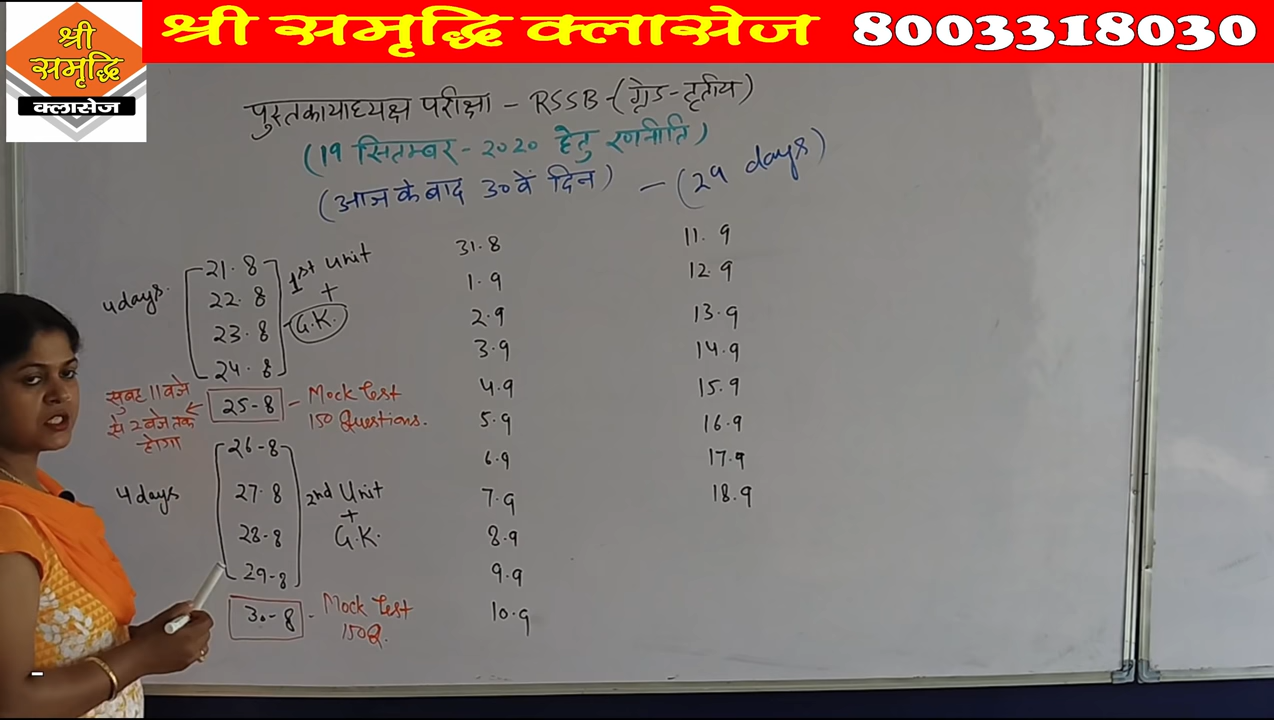 श्री समृद्धि क्लासेज 8003318030
श्री
समृद्धि
क्लासेज
पुस्तकायाध्यक्ष परीक्षा - RSSB - (ग्रेड - तृतीय)
(19 सितम्बर - 2020 हेतु रणनीति)
(आज के बाद 30 वें दिन) - (29 days)
4 days.
21.8
22.8
23.8
24.8
1st Unit
+
G.K.
सुबह 11 बजे
से 2 बजे तक
होगा
25-8 - Mock test
150 Questions.
4 days
26-8
27.8
28-8
29-8
2nd Unit
+
G.K.
30-8 - Mock test
150Q.
31.8
1.9
2.9
3.9
4.9
5.9
6.9
7.9
8.9
9.9
10.9
11.9
12.9
13.9
14.9
15.9
16.9
17.9
18.9